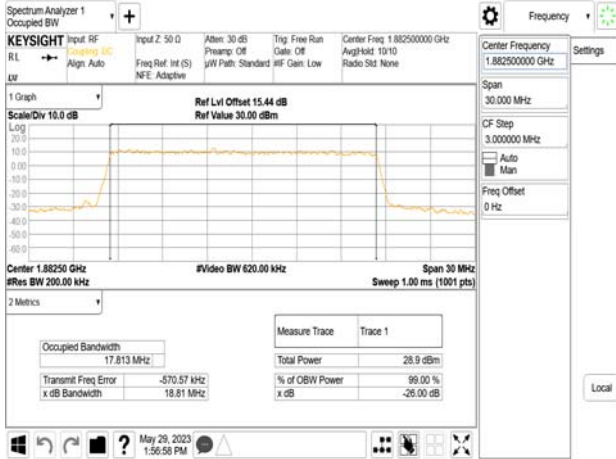 Spectrum Analyzer 1
Occupied BW
Frequency
KEYSIGHT
RL
Input: RF
Coupling: DC
Align: Auto
Input Z: 50 Ω
Freq Ref: Int (S)
NFE: Adaptive
Atten: 30 dB
Preamp: Off
µW Path: Standard
Trig: Free Run
Gate: Off
#IF Gain: Low
Center Freq: 1.882500000 GHz
Avg|Hold: 10/10
Radio Std: None
Center Frequency
1.882500000 GHz
Settings
Span
30.000 MHz
CF Step
3.000000 MHz
Auto
Man
Freq Offset
0 Hz
Local
1 Graph
Scale/Div 10.0 dB
Ref Lvl Offset 15.44 dB
Ref Value 30.00 dBm
Log
20.0
10.0
0.00
-10.0
-20.0
-30.0
-40.0
-50.0
-60.0
Center 1.88250 GHz
#Video BW 620.00 kHz
Span 30 MHz
#Res BW 200.00 kHz
Sweep 1.00 ms (1001 pts)
2 Metrics
Measure Trace
Trace 1
Occupied Bandwidth
17.813 MHz
Total Power
28.9 dBm
Transmit Freq Error
-570.57 kHz
% of OBW Power
99.00 %
x dB Bandwidth
18.81 MHz
x dB
-26.00 dB
May 29, 2023
1:56:58 PM